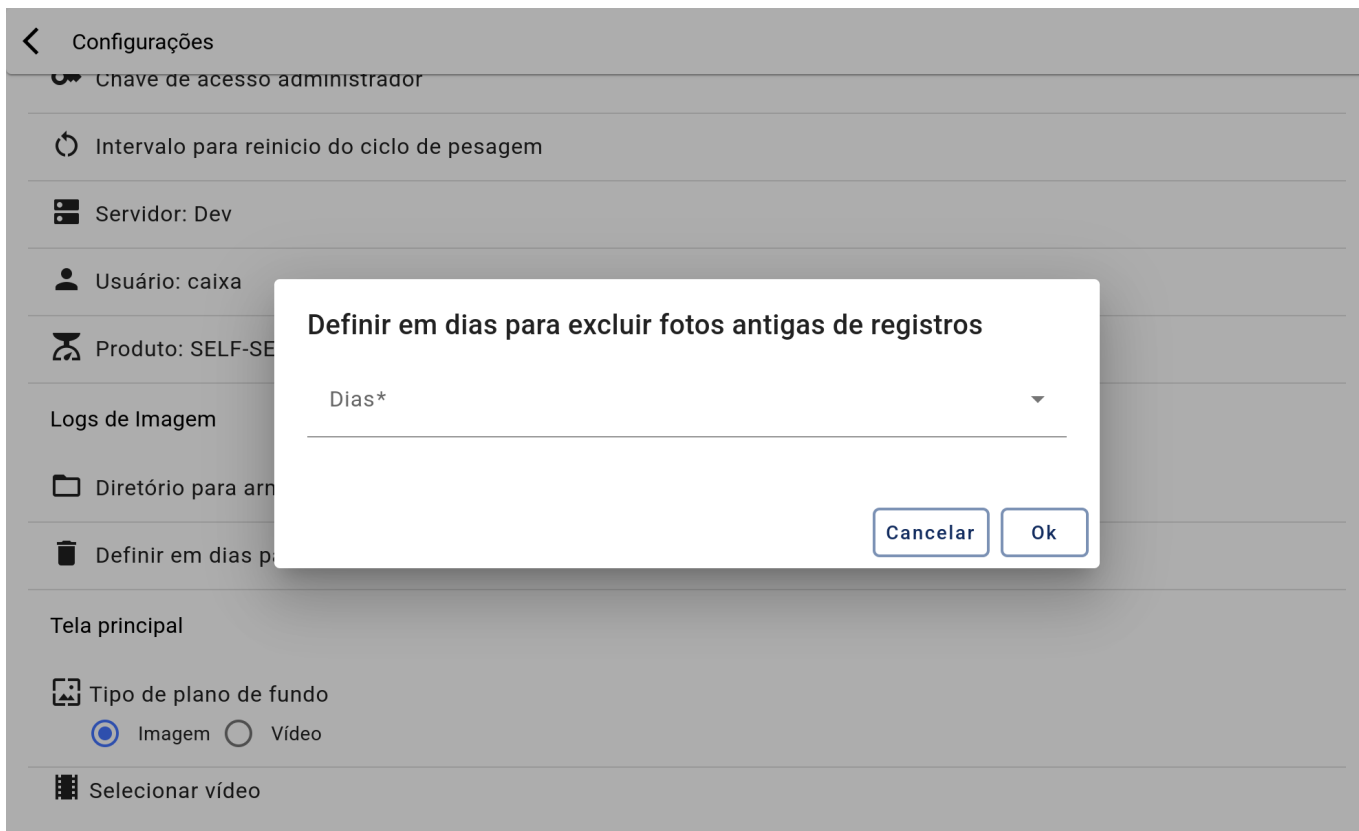 Configurações
Chave de acesso administrador
Intervalo para reinicio do ciclo de pesagem
Servidor: Dev
Usuário: caixa
Produto: SELF-SE
Logs de Imagem
Diretório para arm
Definir em dias pa
Definir em dias para excluir fotos antigas de registros
Dias*
Cancelar
Ok
Tela principal
Tipo de plano de fundo
Imagem
Vídeo
Selecionar vídeo